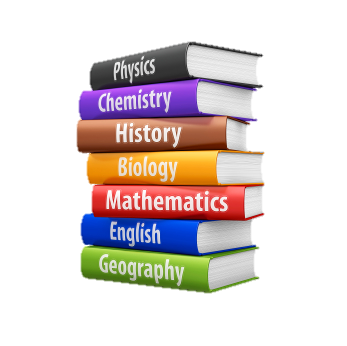 Physics
Chemistry
History
Biology
Mathematics
English
Geography